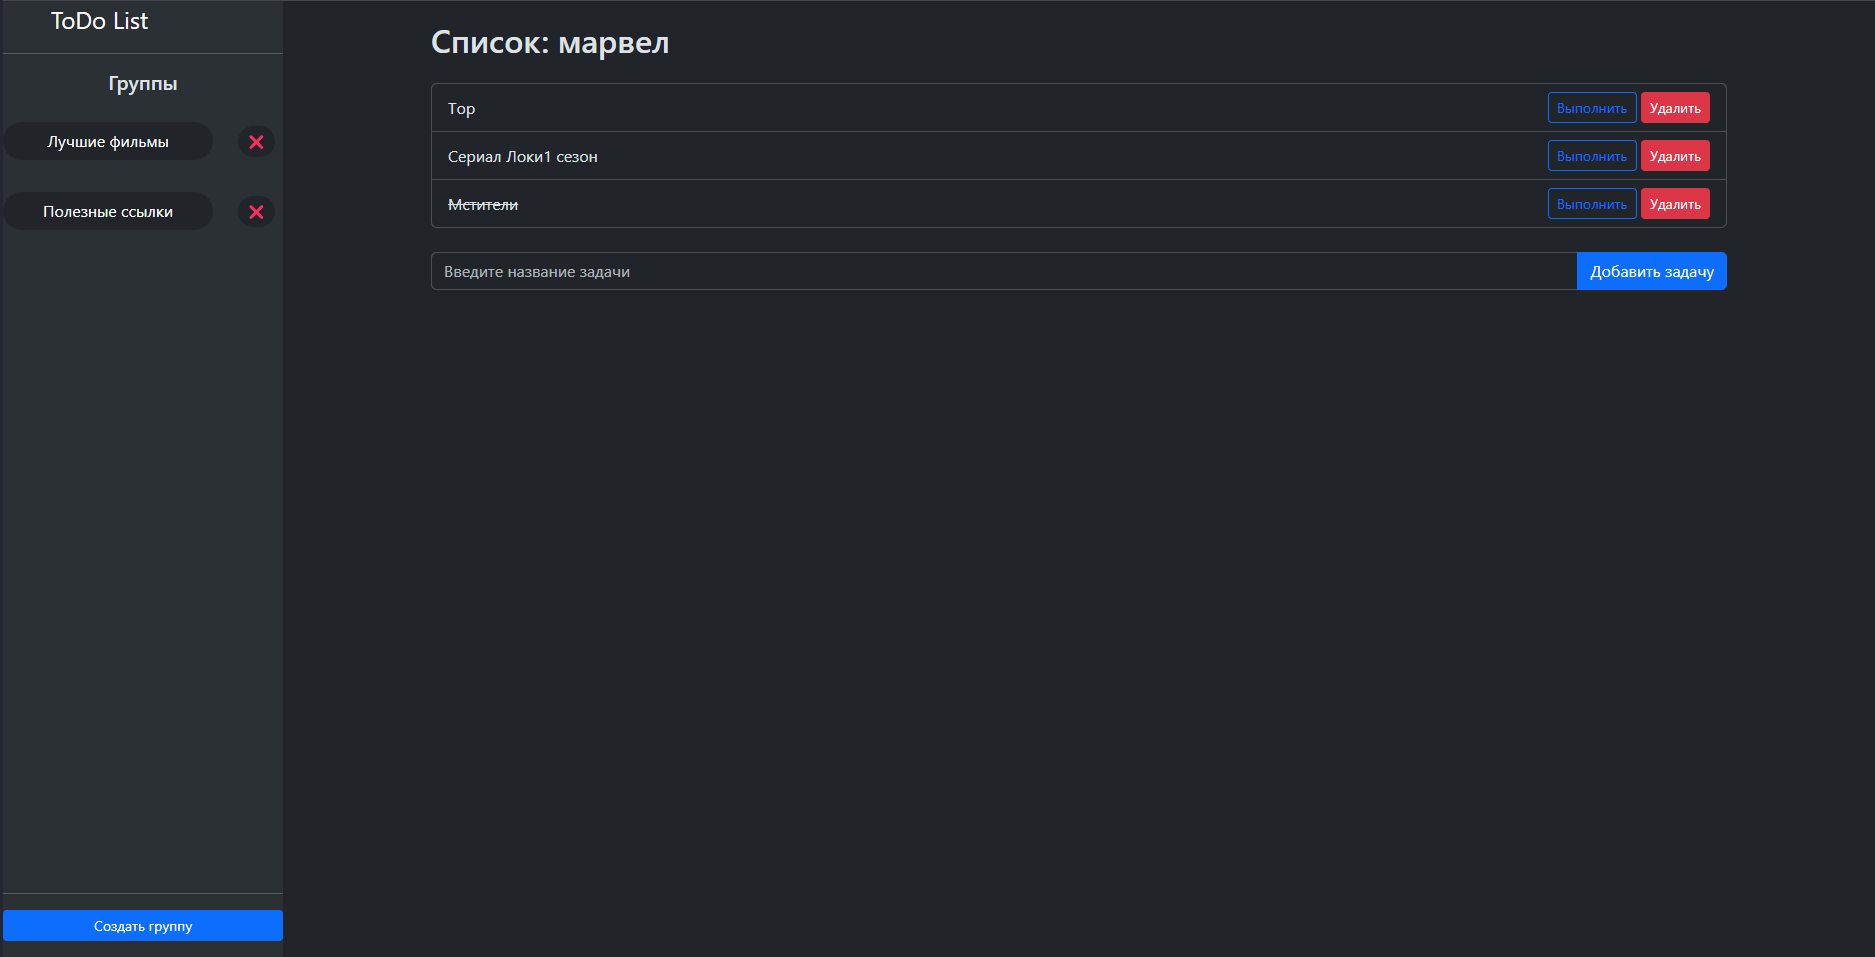 ToDo List
Группы
Лучшие фильмы
Полезные ссылки
Создать группу
Список: марвел
Тор Выполнить Удалить
Сериал Локи1 сезон Выполнить Удалить
Мстители Выполнить Удалить
Введите название задачи Добавить задачу